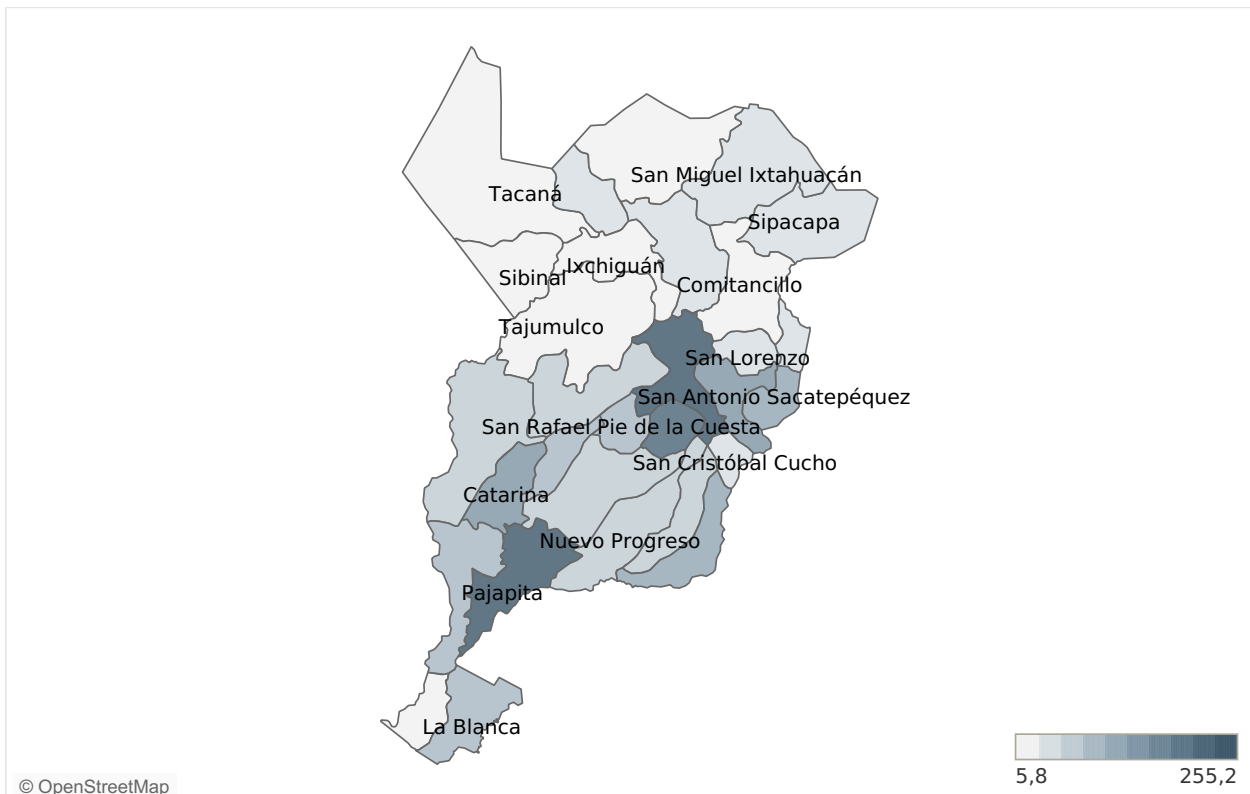 San Miguel Ixtahuacán
Tacaná
Sipacapa
Ixchiguán
Sibinal
Comitancillo
Tajumulco
San Lorenzo
San Antonio Sacatepéquez
San Rafael Pie de la Cuesta
San Cristóbal Cucho
Catarina
Nuevo Progreso
Pajapita
La Blanca
5,8 255,2
© OpenStreetMap